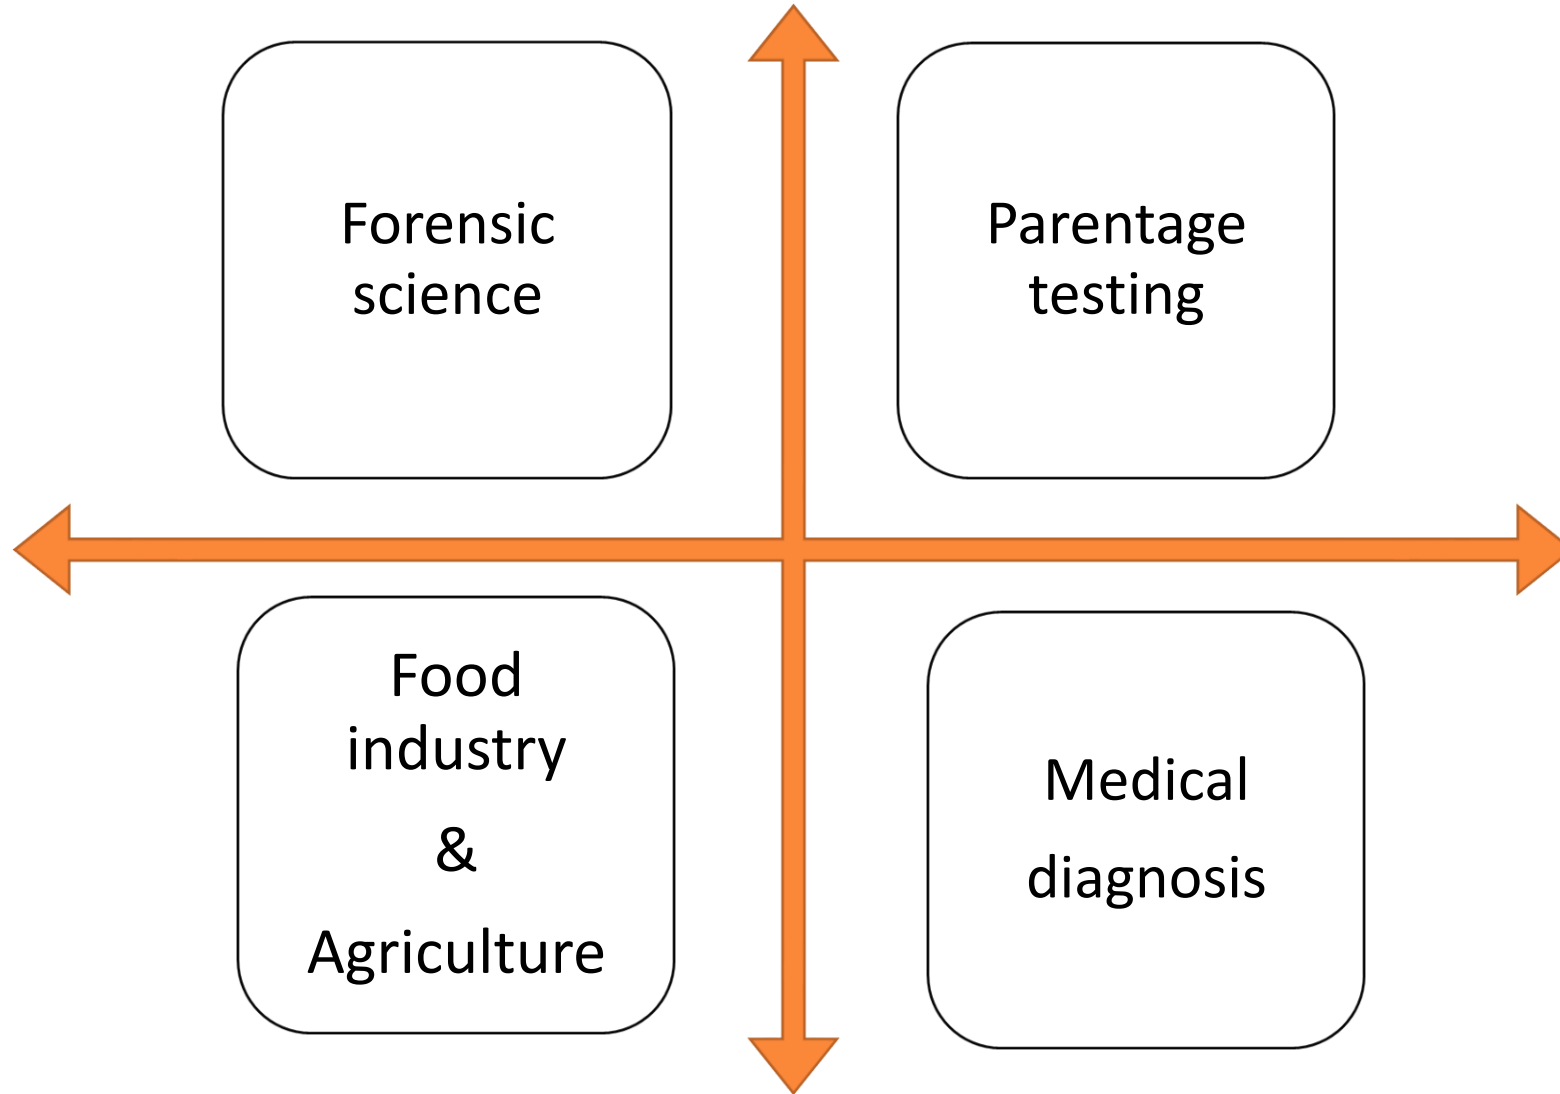 Forensic
science
Parentage
testing
Food
industry
&
Agriculture
Medical
diagnosis